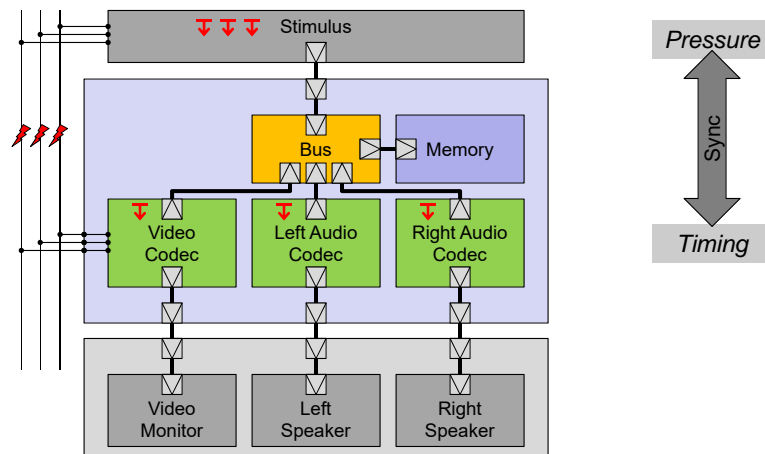 Stimulus
Pressure
Bus
Memory
Sync
Video
Codec
Left Audio
Codec
Right Audio
Codec
Timing
Video
Monitor
Left
Speaker
Right
Speaker